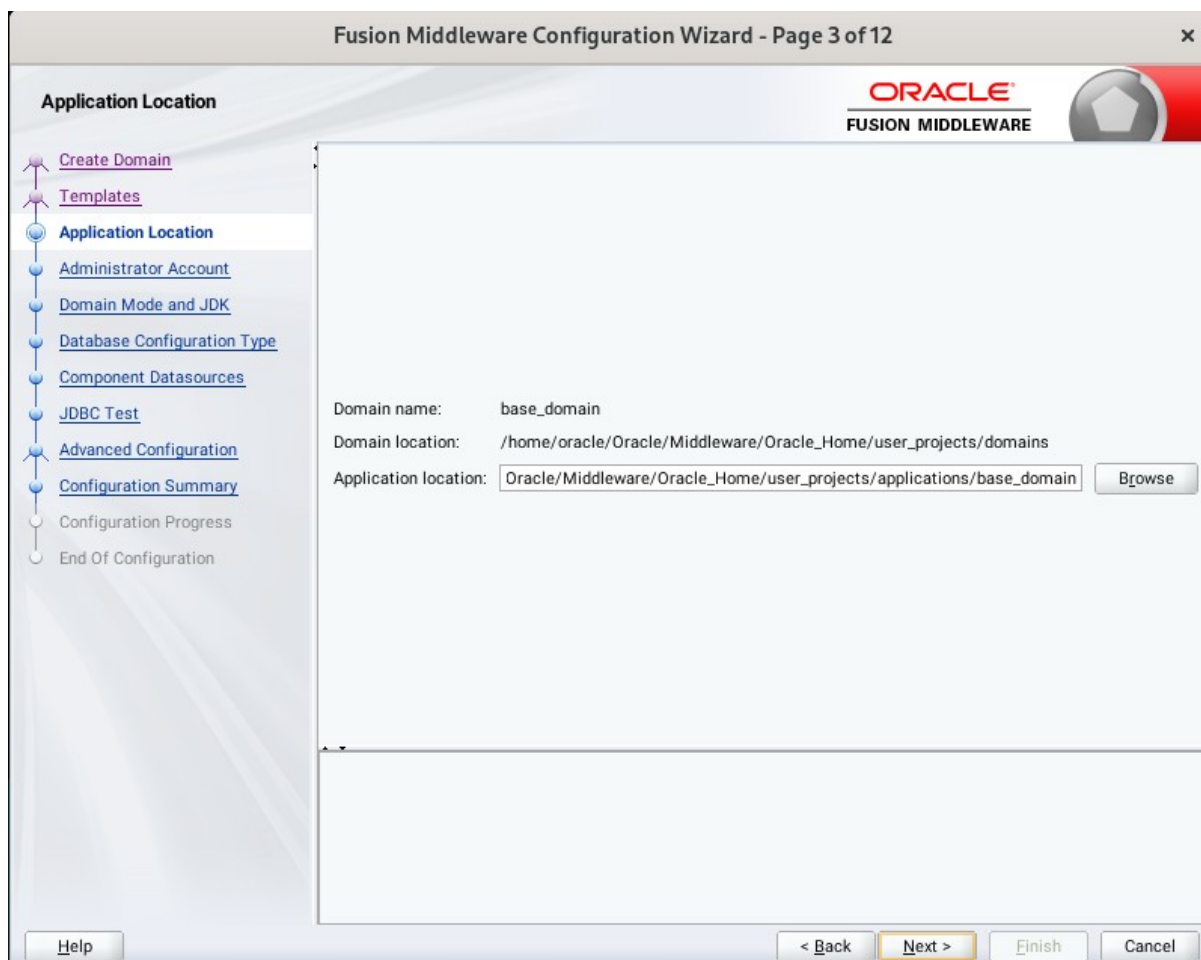 Fusion Middleware Configuration Wizard - Page 3 of 12
Application Location
ORACLE
FUSION MIDDLEWARE
Create Domain
Templates
Application Location
Administrator Account
Domain Mode and JDK
Database Configuration Type
Component Datasources
JDBC Test
Advanced Configuration
Configuration Summary
Configuration Progress
End Of Configuration
Domain name: base_domain
Domain location: /home/oracle/Oracle/Middleware/Oracle_Home/user_projects/domains
Application location: Oracle/Middleware/Oracle_Home/user_projects/applications/base_domain Browse
Help < Back Next > Finish Cancel